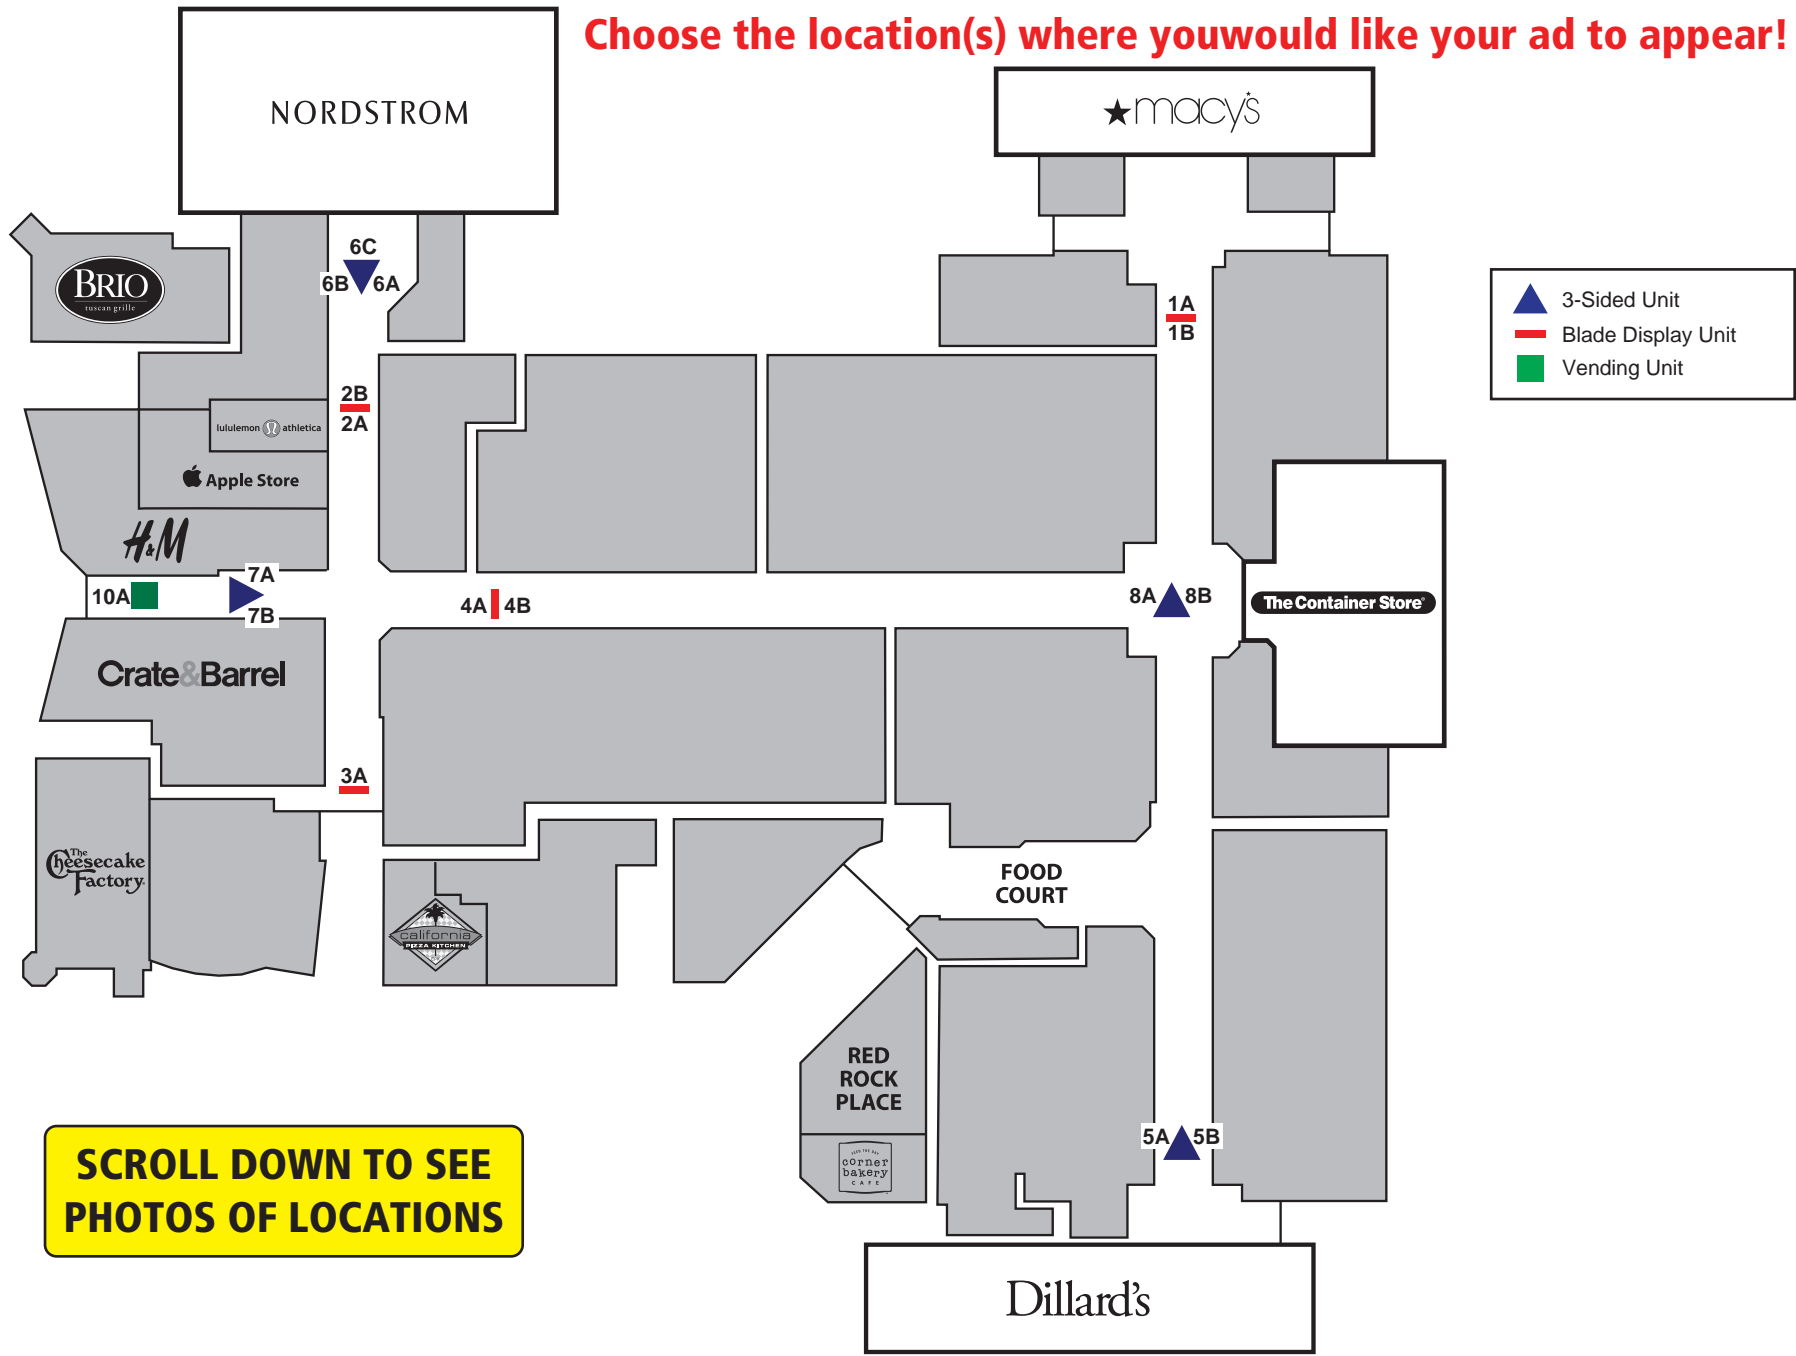 Choose the location(s) where youwould like your ad to appear!
NORDSTROM
macy's
6C
6B
6A
BRIO
tuscan grille
1A
1B
3-Sided Unit
Blade Display Unit
Vending Unit
2B
2A
lululemon athletica
Apple Store
H&M
7A
10A
7B
4A
4B
8A
8B
The Container Store
Crate&Barrel
3A
The
Cheesecake
Factory
FOOD
COURT
california
PIZZA KITCHEN
RED
ROCK
PLACE
5A
5B
corner
bakery
CAFE
SCROLL DOWN TO SEE
PHOTOS OF LOCATIONS
Dillard's